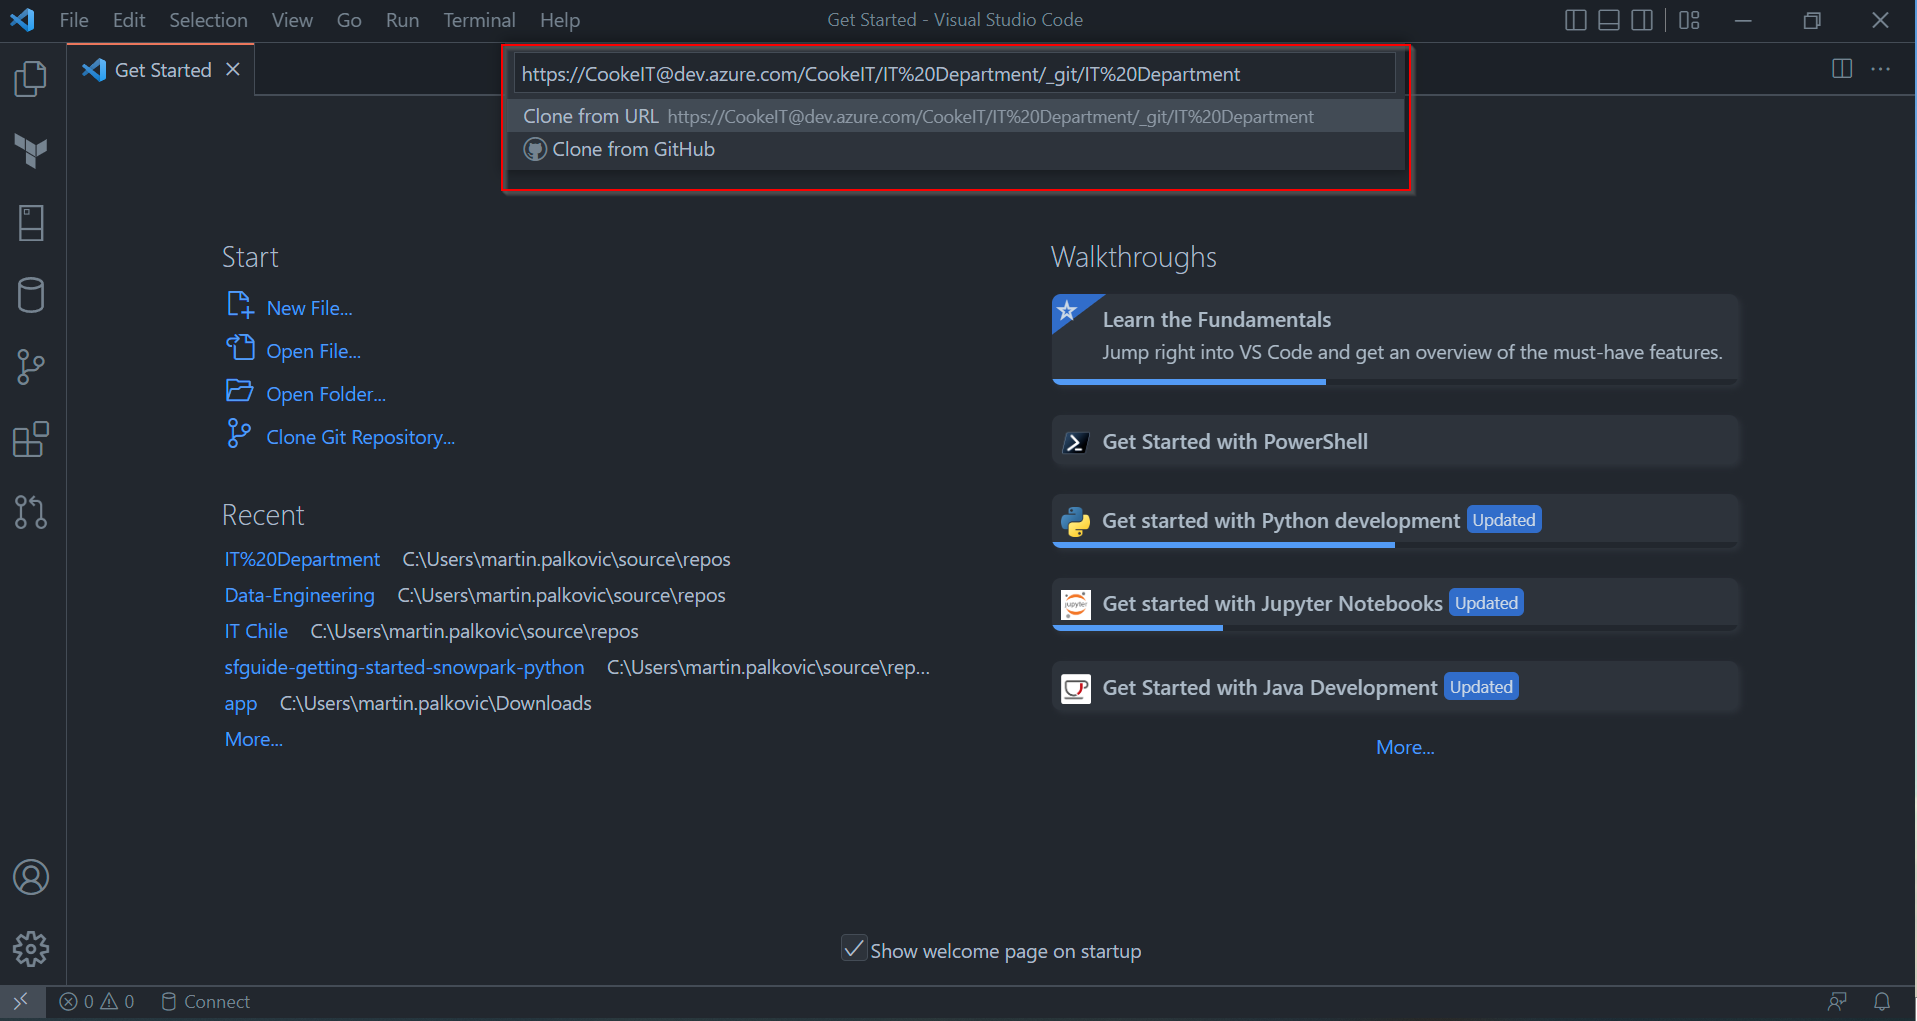 File Edit Selection View Go Run Terminal Help
Get Started - Visual Studio Code
Get Started
https://CookeIT@dev.azure.com/CookeIT/IT%20Department/_git/IT%20Department
Clone from URL https://CookeIT@dev.azure.com/CookeIT/IT%20Department/_git/IT%20Department
Clone from GitHub
Start
New File...
Open File...
Open Folder...
Clone Git Repository...
Recent
IT%20Department C:\Users\martin.palkovic\source\repos
Data-Engineering C:\Users\martin.palkovic\source\repos
IT Chile C:\Users\martin.palkovic\source\repos
sfguide-getting-started-snowpark-python C:\Users\martin.palkovic\source\rep...
app C:\Users\martin.palkovic\Downloads
More...
Walkthroughs
Learn the Fundamentals
Jump right into VS Code and get an overview of the must-have features.
Get Started with PowerShell
Get started with Python development Updated
jupyter
Get started with Jupyter Notebooks Updated
Get Started with Java Development Updated
More...
Show welcome page on startup
0 0 Connect